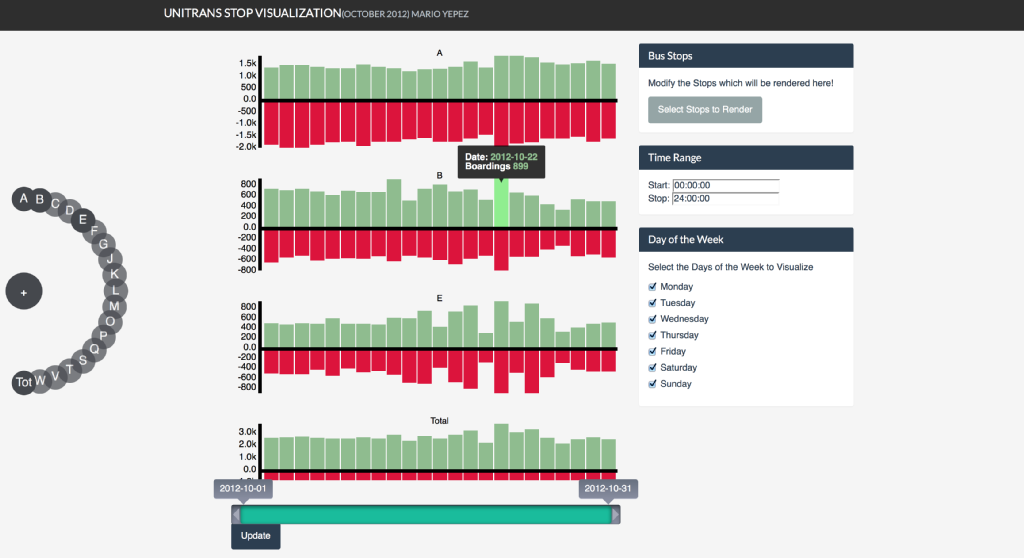 UNITRANS STOP VISUALIZATION(OCTOBER 2012) MARIO YEPEZ
A
1.5k
1.0k
500
0.0
-500
-1.0k
-1.5k
-2.0k
Date: 2012-10-22
Boardings 899
B
800
600
400
200
0.0
-200
-400
-600
-800
E
800
600
400
200
0.0
-200
-400
-600
-800
Total
3.0k
2.0k
1.0k
0.0
2012-10-01
2012-10-31
Update
A
B
C
D
E
F
G
J
K
L
M
O
P
Q
S
T
V
W
Tot
+
Bus Stops
Modify the Stops which will be rendered here!
Select Stops to Render
Time Range
Start: 00:00:00
Stop: 24:00:00
Day of the Week
Select the Days of the Week to Visualize
Monday
Tuesday
Wednesday
Thursday
Friday
Saturday
Sunday